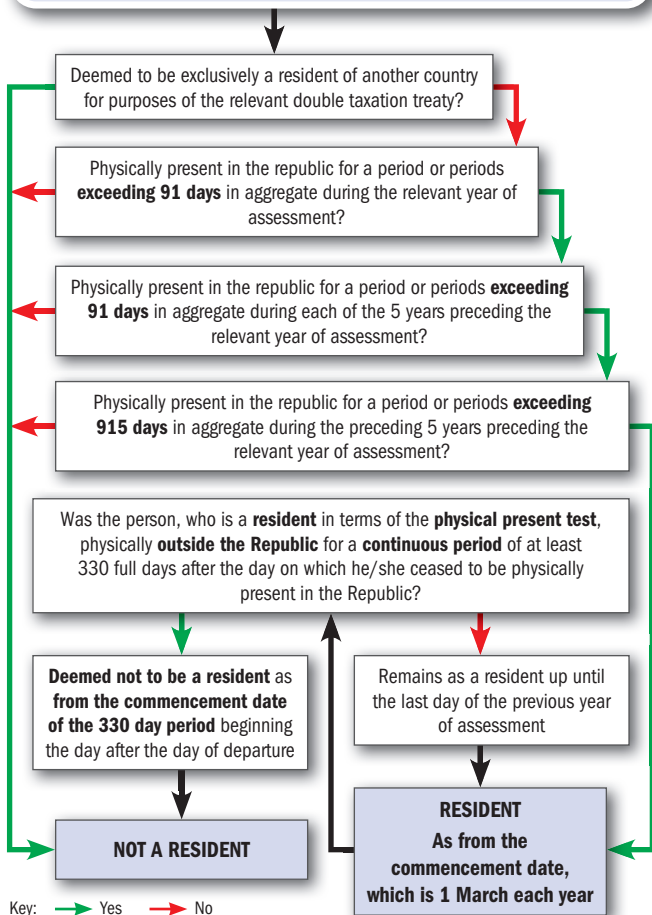 Deemed to be exclusively a resident of another country
for purposes of the relevant double taxation treaty?
Physically present in the republic for a period or periods
exceeding 91 days in aggregate during the relevant year of
assessment?
Physically present in the republic for a period or periods exceeding
91 days in aggregate during each of the 5 years preceding the
relevant year of assessment?
Physically present in the republic for a period or periods exceeding
915 days in aggregate during the preceding 5 years preceding the
relevant year of assessment?
Was the person, who is a resident in terms of the physical present test,
physically outside the Republic for a continuous period of at least
330 full days after the day on which he/she ceased to be physically
present in the Republic?
Deemed not to be a resident as
from the commencement date
of the 330 day period beginning
the day after the day of departure
Remains as a resident up until
the last day of the previous year
of assessment
NOT A RESIDENT
RESIDENT
As from the
commencement date,
which is 1 March each year
Key: Yes No